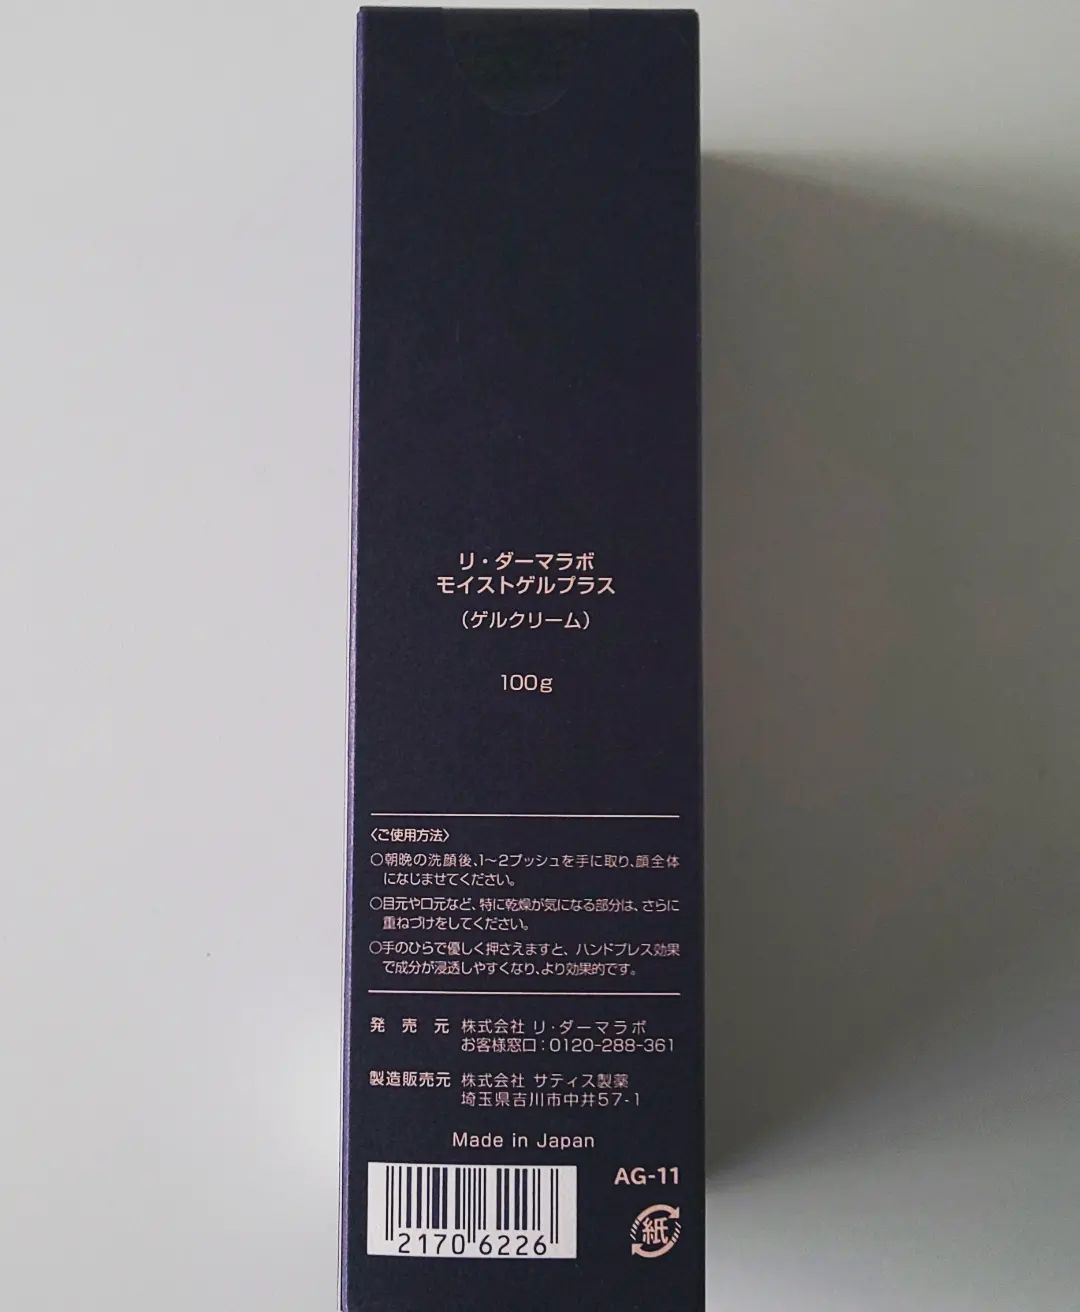 リ・ダーマラボ
モイストゲルプラス
（ゲルクリーム）
100g
〈ご使用方法〉
○朝晩の洗顔後、1〜2プッシュを手に取り、顔全体
になじませてください。
○目元や口元など、特に乾燥が気になる部分は、さらに
重ねづけをしてください。
○手のひらで優しく押さえますと、ハンドプレス効果
で成分が浸透しやすくなり、より効果的です。
発売元 株式会社 リ・ダーマラボ
お客様窓口：0120-288-361
製造販売元 株式会社 サティス製薬
埼玉県吉川市中井57-1
Made in Japan
AG-11
紙
2170 6226